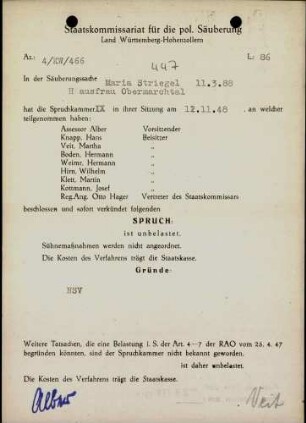 Staatskommissariat für die pol. Säuberung
Land Württemberg-Hohenzollern
Az.: 4/XII/466
L: 86
447
In der Säuberungssache Maria Striegel 11.3.88
Hausfrau Obermarchtal
hat die Spruchkammer IX in ihrer Sitzung am 12.11.48, an welcher
teilgenommen haben:
Assessor Alber Vorsitzender
Knapp, Hans Beisitzer
Veit, Martha "
Boden, Hermann "
Weiß, Hermann "
Hirn, Wilhelm "
Klett, Martin "
Kottmann, Josef "
Reg.Ang. Otto Hager Vertreter des Staatskommissars
beschlossen und sofort verkündet folgenden
SPRUCH:
ist unbelastet.
Sühnemaßnahmen werden nicht angeordnet.
Die Kosten des Verfahrens trägt die Staatskasse.
Gründe:
NSV
Weitere Tatsachen, die eine Belastung i. S. der Art. 4—7 der RAO vom 25. 4. 47
begründen könnten, sind der Spruchkammer nicht bekannt geworden.
ist daher unbelastet.
Die Kosten des Verfahrens trägt die Staatskasse.
Alber
Veit